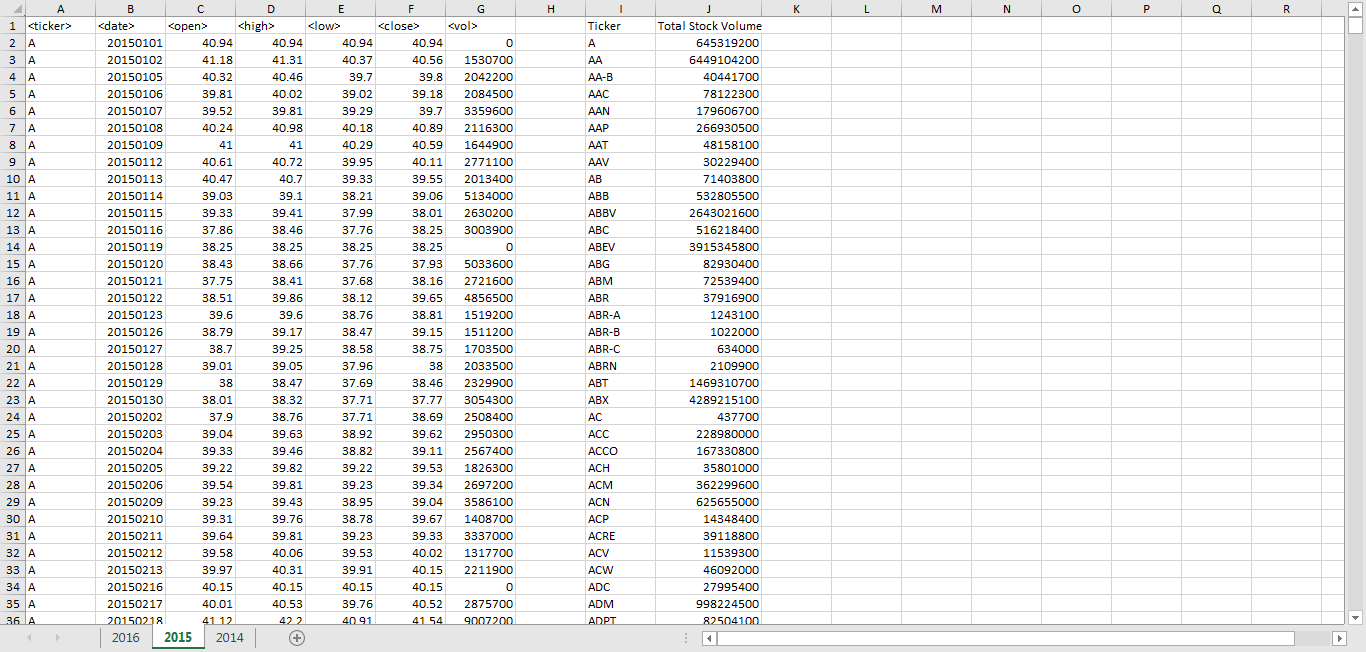 A B C D E F G H I J K L M N O P Q R
1 <ticker> <date> <open> <high> <low> <close> <vol> Ticker Total Stock Volume
2 A 20150101 40.94 40.94 40.94 40.94 0 A 645319200
3 A 20150102 41.18 41.31 40.37 40.56 1530700 AA 6449104200
4 A 20150105 40.32 40.46 39.7 39.8 2042200 AA-B 40441700
5 A 20150106 39.81 40.02 39.02 39.18 2084500 AAC 78122300
6 A 20150107 39.52 39.81 39.29 39.7 3359600 AAN 179606700
7 A 20150108 40.24 40.98 40.18 40.89 2116300 AAP 266930500
8 A 20150109 41 41 40.29 40.59 1644900 AAT 48158100
9 A 20150112 40.61 40.72 39.95 40.11 2771100 AAV 30229400
10 A 20150113 40.47 40.7 39.33 39.55 2013400 AB 71403800
11 A 20150114 39.03 39.1 38.21 39.06 5134000 ABB 532805500
12 A 20150115 39.33 39.41 37.99 38.01 2630200 ABBV 2643021600
13 A 20150116 37.86 38.46 37.76 38.25 3003900 ABC 516218400
14 A 20150119 38.25 38.25 38.25 38.25 0 ABEV 3915345800
15 A 20150120 38.43 38.66 37.76 37.93 5033600 ABG 82930400
16 A 20150121 37.75 38.41 37.68 38.16 2721600 ABM 72539400
17 A 20150122 38.51 39.86 38.12 39.65 4856500 ABR 37916900
18 A 20150123 39.6 39.6 38.76 38.81 1519200 ABR-A 1243100
19 A 20150126 38.79 39.17 38.47 39.15 1511200 ABR-B 1022000
20 A 20150127 38.7 39.25 38.58 38.75 1703500 ABR-C 634000
21 A 20150128 39.01 39.05 37.96 38 2033500 ABRN 2109900
22 A 20150129 38 38.47 37.69 38.46 2329900 ABT 1469310700
23 A 20150130 38.01 38.32 37.71 37.77 3054300 ABX 4289215100
24 A 20150202 37.9 38.76 37.71 38.69 2508400 AC 437700
25 A 20150203 39.04 39.63 38.92 39.62 2950300 ACC 228980000
26 A 20150204 39.33 39.46 38.82 39.11 2567400 ACCO 167330800
27 A 20150205 39.22 39.82 39.22 39.53 1826300 ACH 35801000
28 A 20150206 39.54 39.81 39.23 39.34 2697200 ACM 362299600
29 A 20150209 39.23 39.43 38.95 39.04 3586100 ACN 625655000
30 A 20150210 39.31 39.76 38.78 39.67 1408700 ACP 14348400
31 A 20150211 39.64 39.81 39.23 39.33 3337000 ACRE 39118800
32 A 20150212 39.58 40.06 39.53 40.02 1317700 ACV 11539300
33 A 20150213 39.97 40.31 39.91 40.15 2211900 ACW 46092000
34 A 20150216 40.15 40.15 40.15 40.15 0 ADC 27995400
35 A 20150217 40.01 40.53 39.76 40.52 2875700 ADM 998224500
36 A 20150218 41.12 42.2 40.91 41.54 9007200 ADPT 82504100
2016 2015 2014